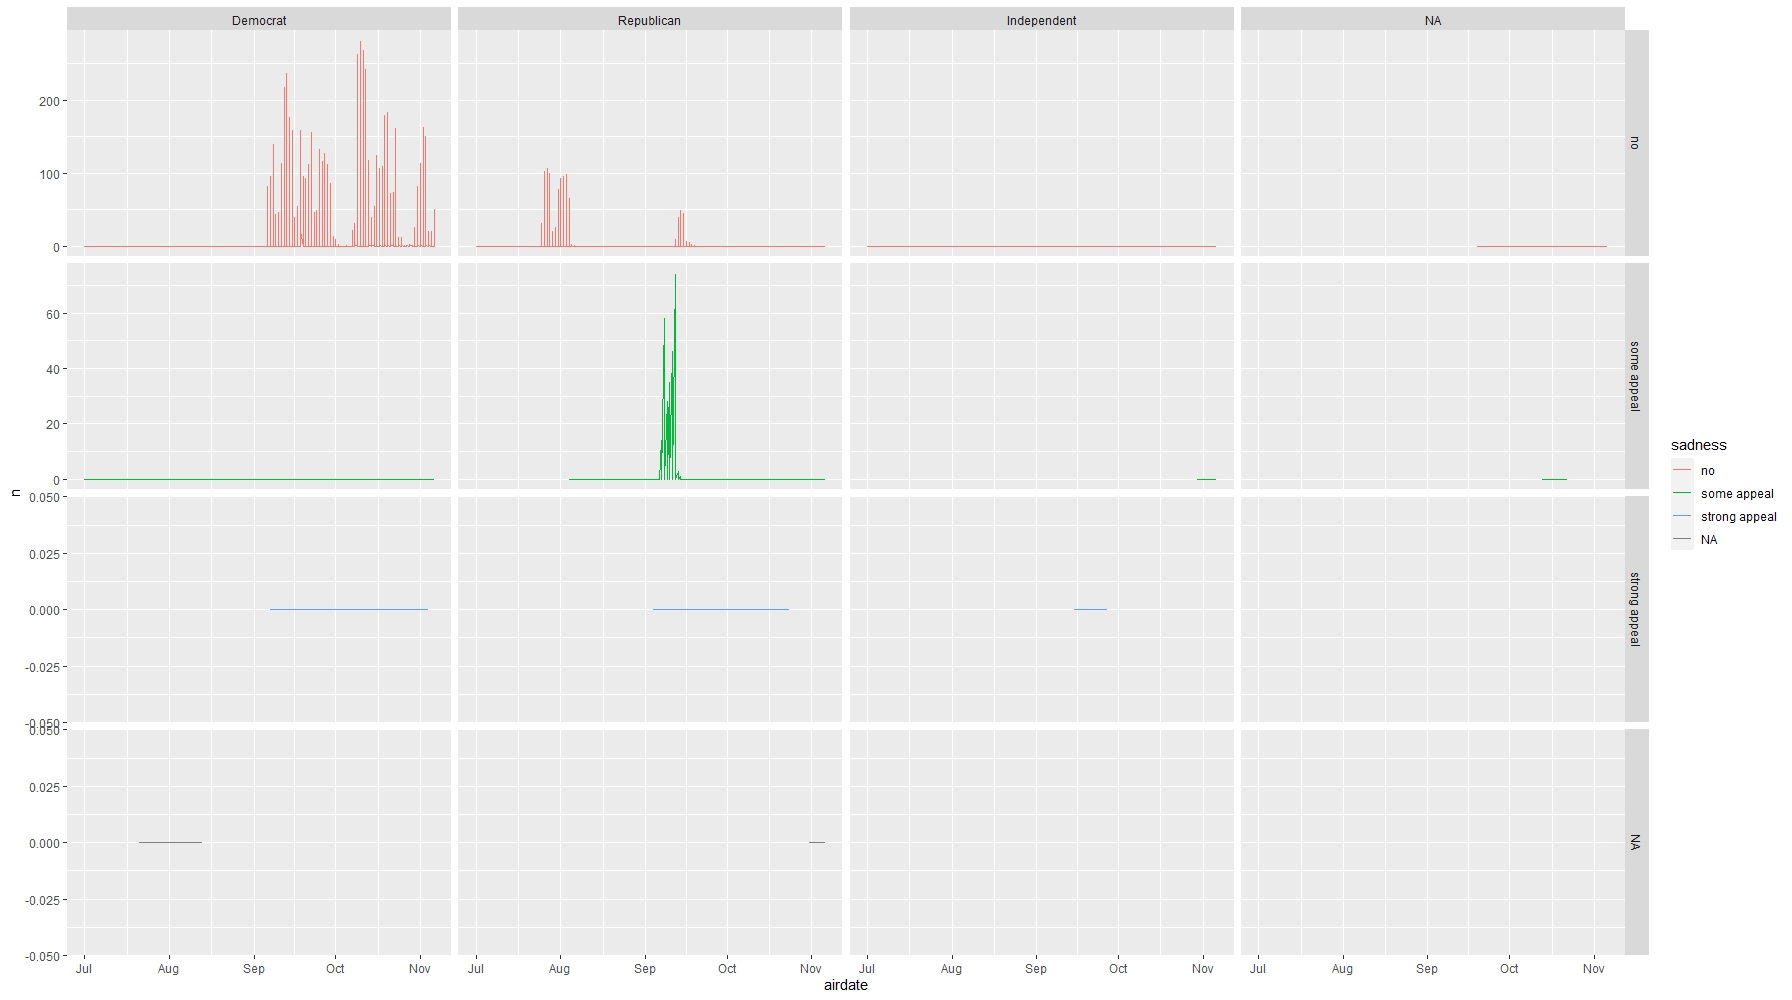 Democrat
Republican
Independent
NA
200
100
0
no
60
40
20
0
some appeal
n
0.050
0.025
0.000
-0.025
-0.050
strong appeal
0.050
0.025
0.000
-0.025
-0.050
NA
Jul Aug Sep Oct Nov
Jul Aug Sep Oct Nov
Jul Aug Sep Oct Nov
Jul Aug Sep Oct Nov
airdate
sadness
no
some appeal
strong appeal
NA